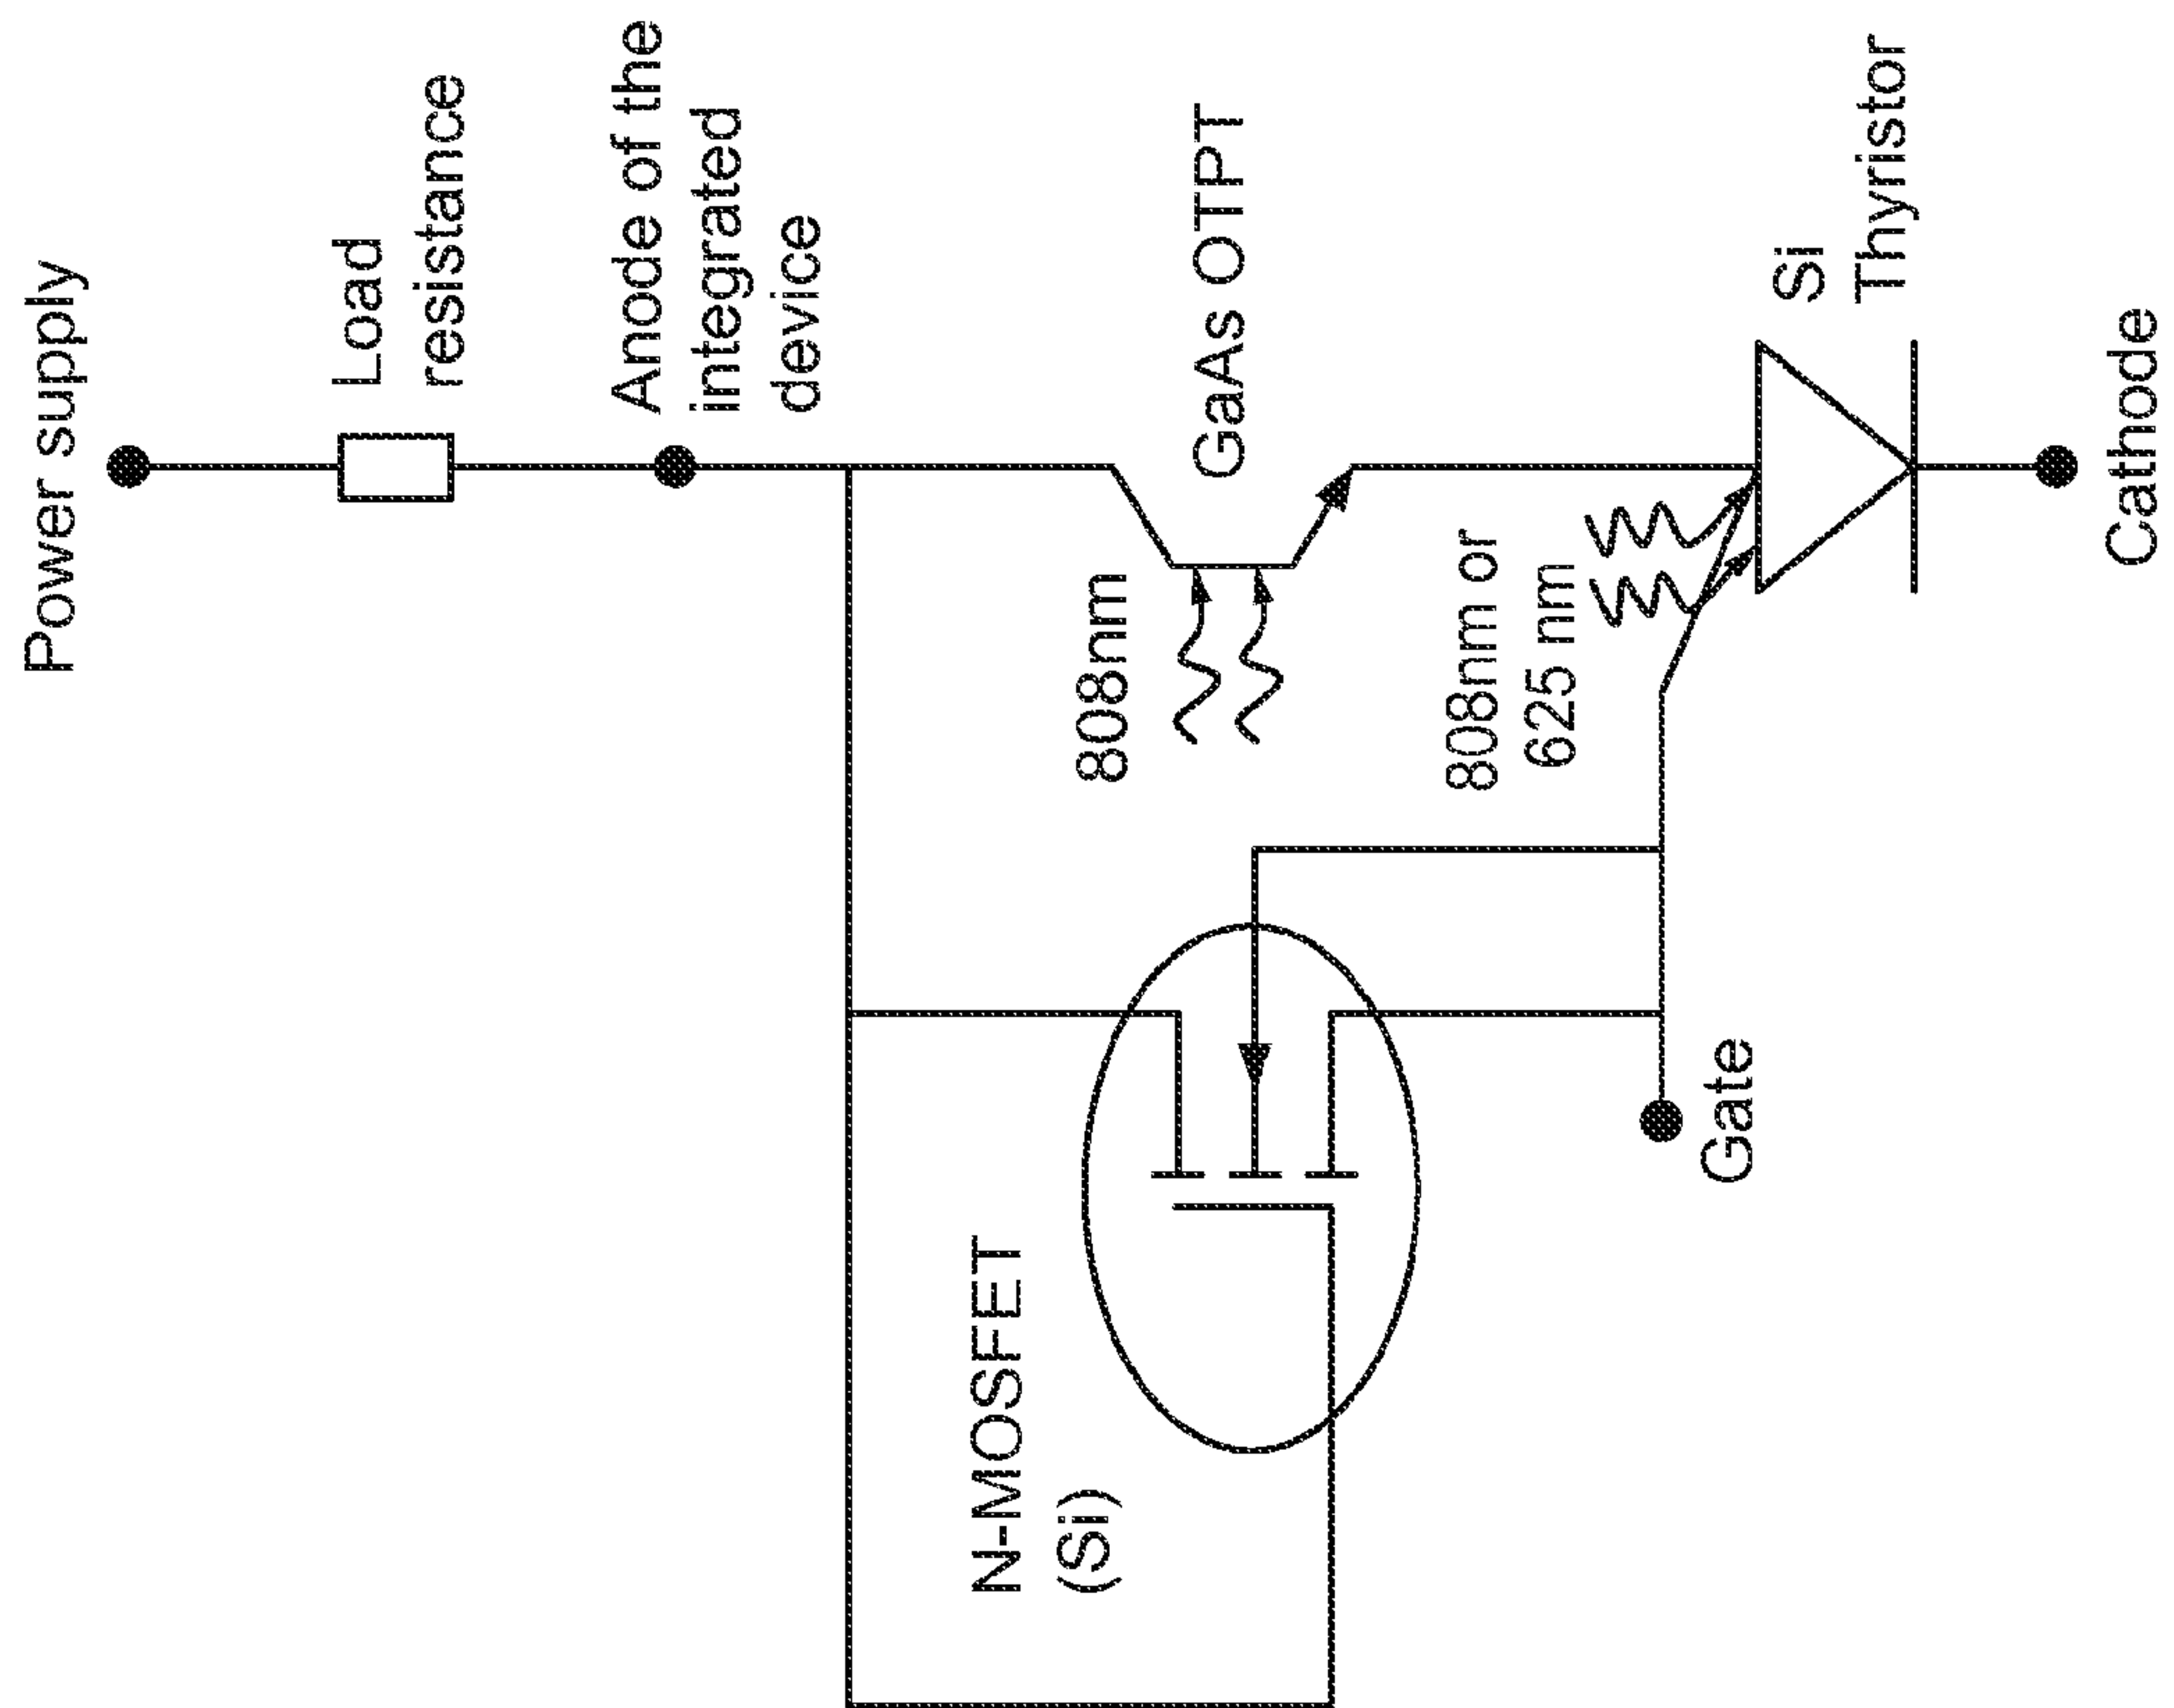 Power supply
Load
resistance
Anode of the
integrated
device
N-MOSFET
(Si)
808nm
GaAs OTPT
808nm or
625 nm
Si
Thyristor
Gate
Cathode